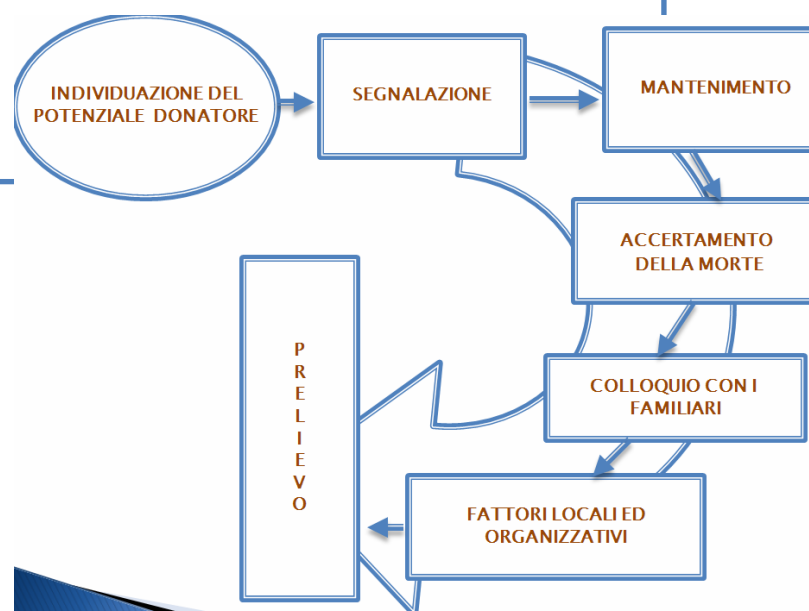 INDIVIDUAZIONE DEL
POTENZIALE DONATORE
SEGNALAZIONE
MANTENIMENTO
ACCERTAMENTO
DELLA MORTE
COLLOQUIO CON I
FAMILIARI
FATTORI LOCALI ED
ORGANIZZATIVI
P
R
E
L
I
E
V
O